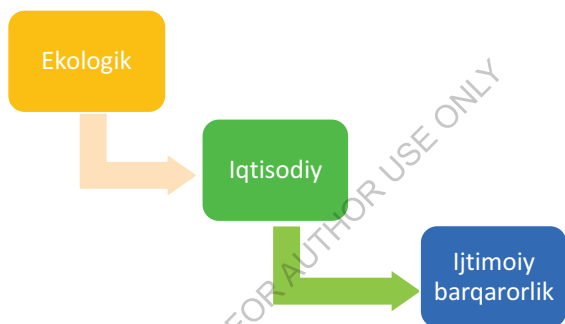 Ekologik
Iqtisodiy
Ijtimoiy
barqarorlik
FOR AUTHOR USE ONLY